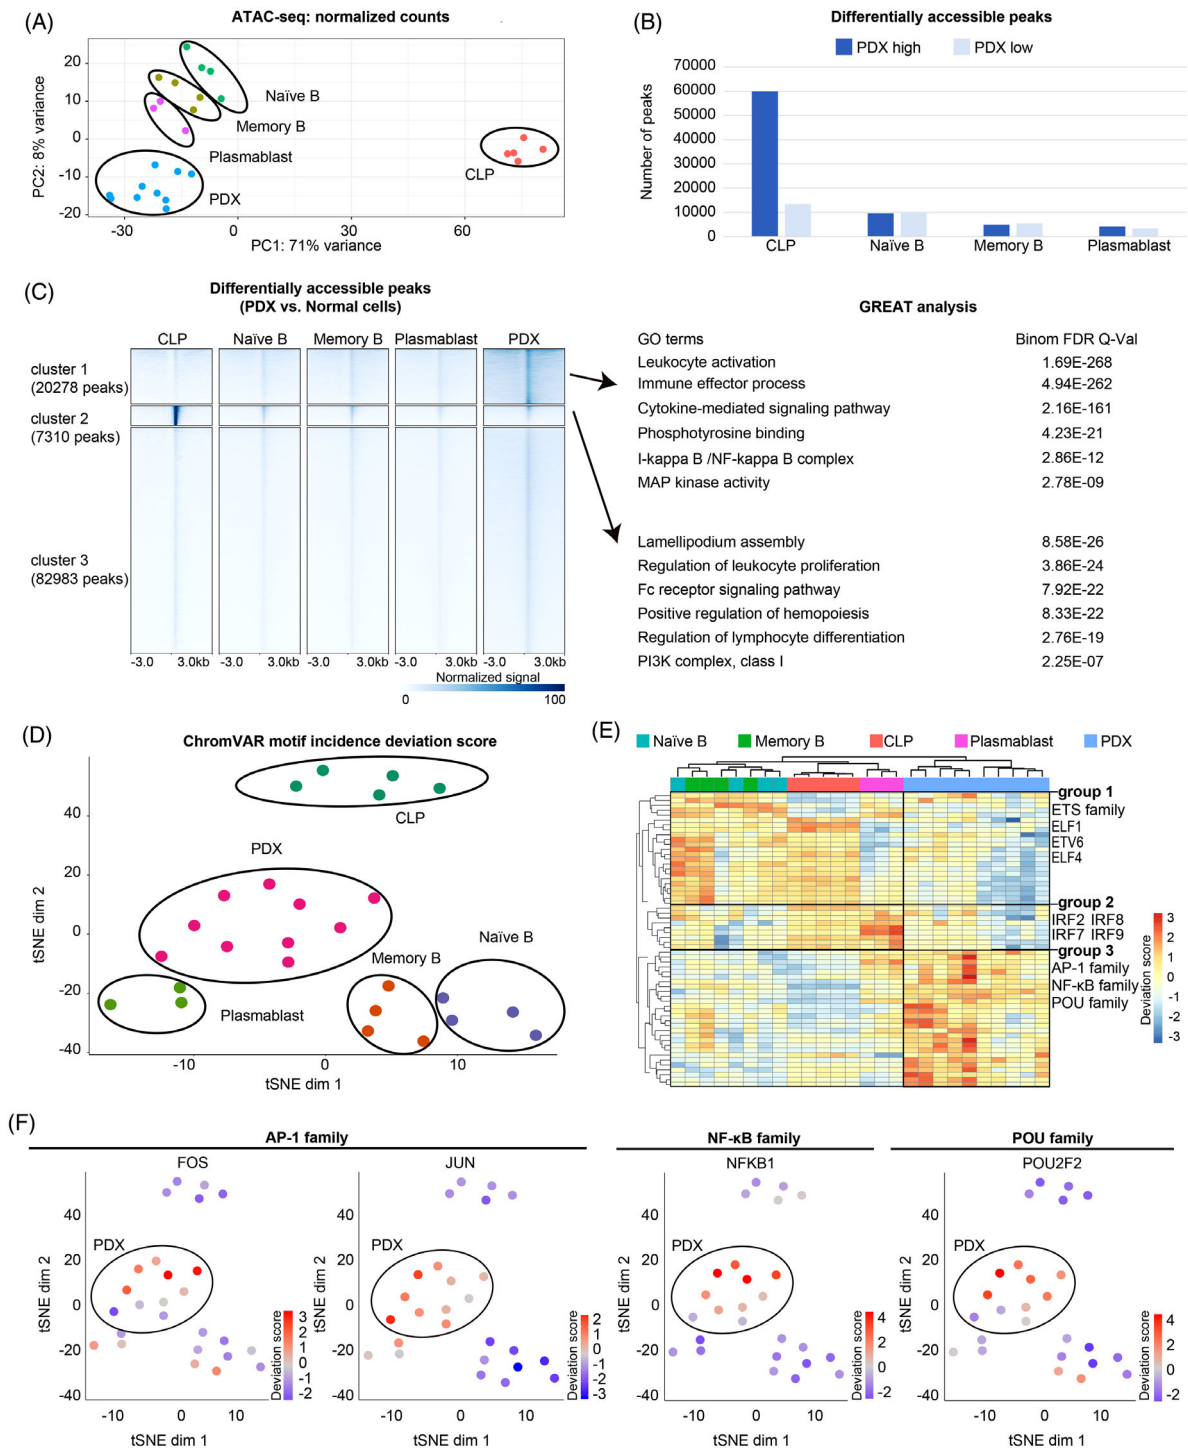 (A)
ATAC-seq: normalized counts
20
10
0
-10
-20
PC2: 8% variance
Naïve B
Memory B
Plasmablast
PDX
CLP
-30 0 30 60
PC1: 71% variance
(B)
Differentially accessible peaks
PDX high PDX low
70000
60000
50000
40000
30000
20000
10000
0
Number of peaks
CLP Naïve B Memory B Plasmablast
(C)
Differentially accessible peaks
(PDX vs. Normal cells)
CLP Naïve B Memory B Plasmablast PDX
cluster 1
(20278 peaks)
cluster 2
(7310 peaks)
cluster 3
(82983 peaks)
-3.0 3.0kb -3.0 3.0kb -3.0 3.0kb -3.0 3.0kb -3.0 3.0kb
Normalized signal
0 100
GREAT analysis
GO terms Binom FDR Q-Val
Leukocyte activation 1.69E-268
Immune effector process 4.94E-262
Cytokine-mediated signaling pathway 2.16E-161
Phosphotyrosine binding 4.23E-21
I-kappa B /NF-kappa B complex 2.86E-12
MAP kinase activity 2.78E-09
Lamellipodium assembly 8.58E-26
Regulation of leukocyte proliferation 3.86E-24
Fc receptor signaling pathway 7.92E-22
Positive regulation of hemopoiesis 8.33E-22
Regulation of lymphocyte differentiation 2.76E-19
PI3K complex, class I 2.25E-07
(D)
ChromVAR motif incidence deviation score
40
20
0
-20
-40
tSNE dim 2
CLP
PDX
Naïve B
Memory B
Plasmablast
-10 0 10
tSNE dim 1
(E)
Naïve B Memory B CLP Plasmablast PDX
group 1
ETS family
ELF1
ETV6
ELF4
group 2
IRF2 IRF8
IRF7 IRF9
group 3
AP-1 family
NF-κB family
POU family
Deviation score
3
2
1
0
-1
-2
-3
(F)
AP-1 family NF-κB family POU family
FOS
40
20
0
-20
-40
tSNE dim 2
PDX
Deviation score
3
2
1
0
-1
-2
-10 0 10
tSNE dim 1
JUN
40
20
0
-20
-40
tSNE dim 2
PDX
Deviation score
2
1
0
-1
-2
-3
-10 0 10
tSNE dim 1
NFKB1
40
20
0
-20
-40
tSNE dim 2
PDX
Deviation score
4
2
0
-2
-10 0 10
tSNE dim 1
POU2F2
40
20
0
-20
-40
tSNE dim 2
PDX
Deviation score
4
2
0
-2
-10 0 10
tSNE dim 1